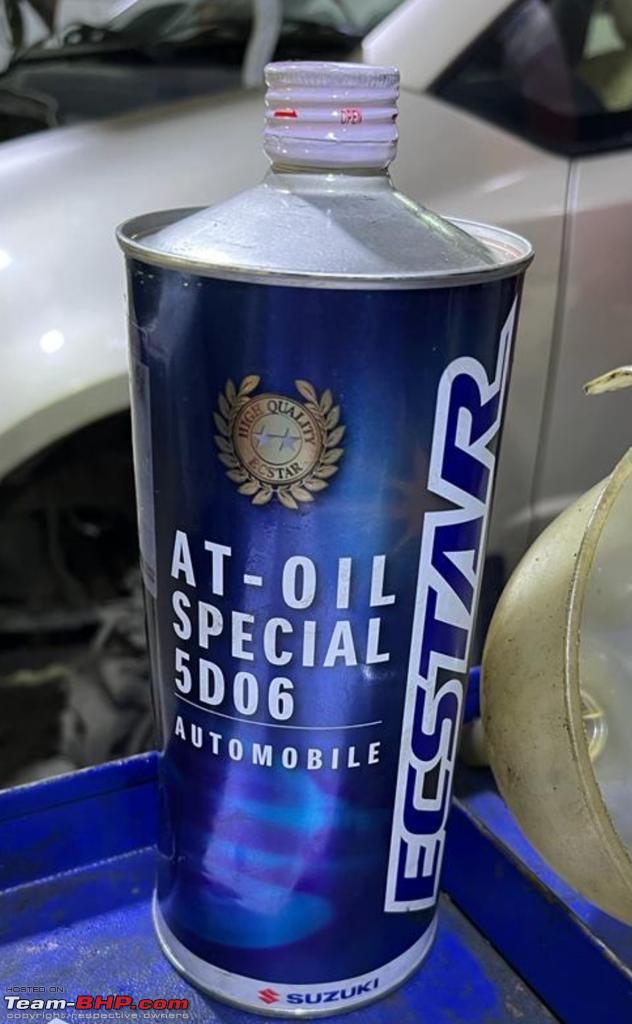 OPEN
HIGH QUALITY
ECSTAR
AT-OIL
SPECIAL
5D06
AUTOMOBILE
ECSTAR
SUZUKI
HOSTED ON
Team-BHP.com
copyright respective owners